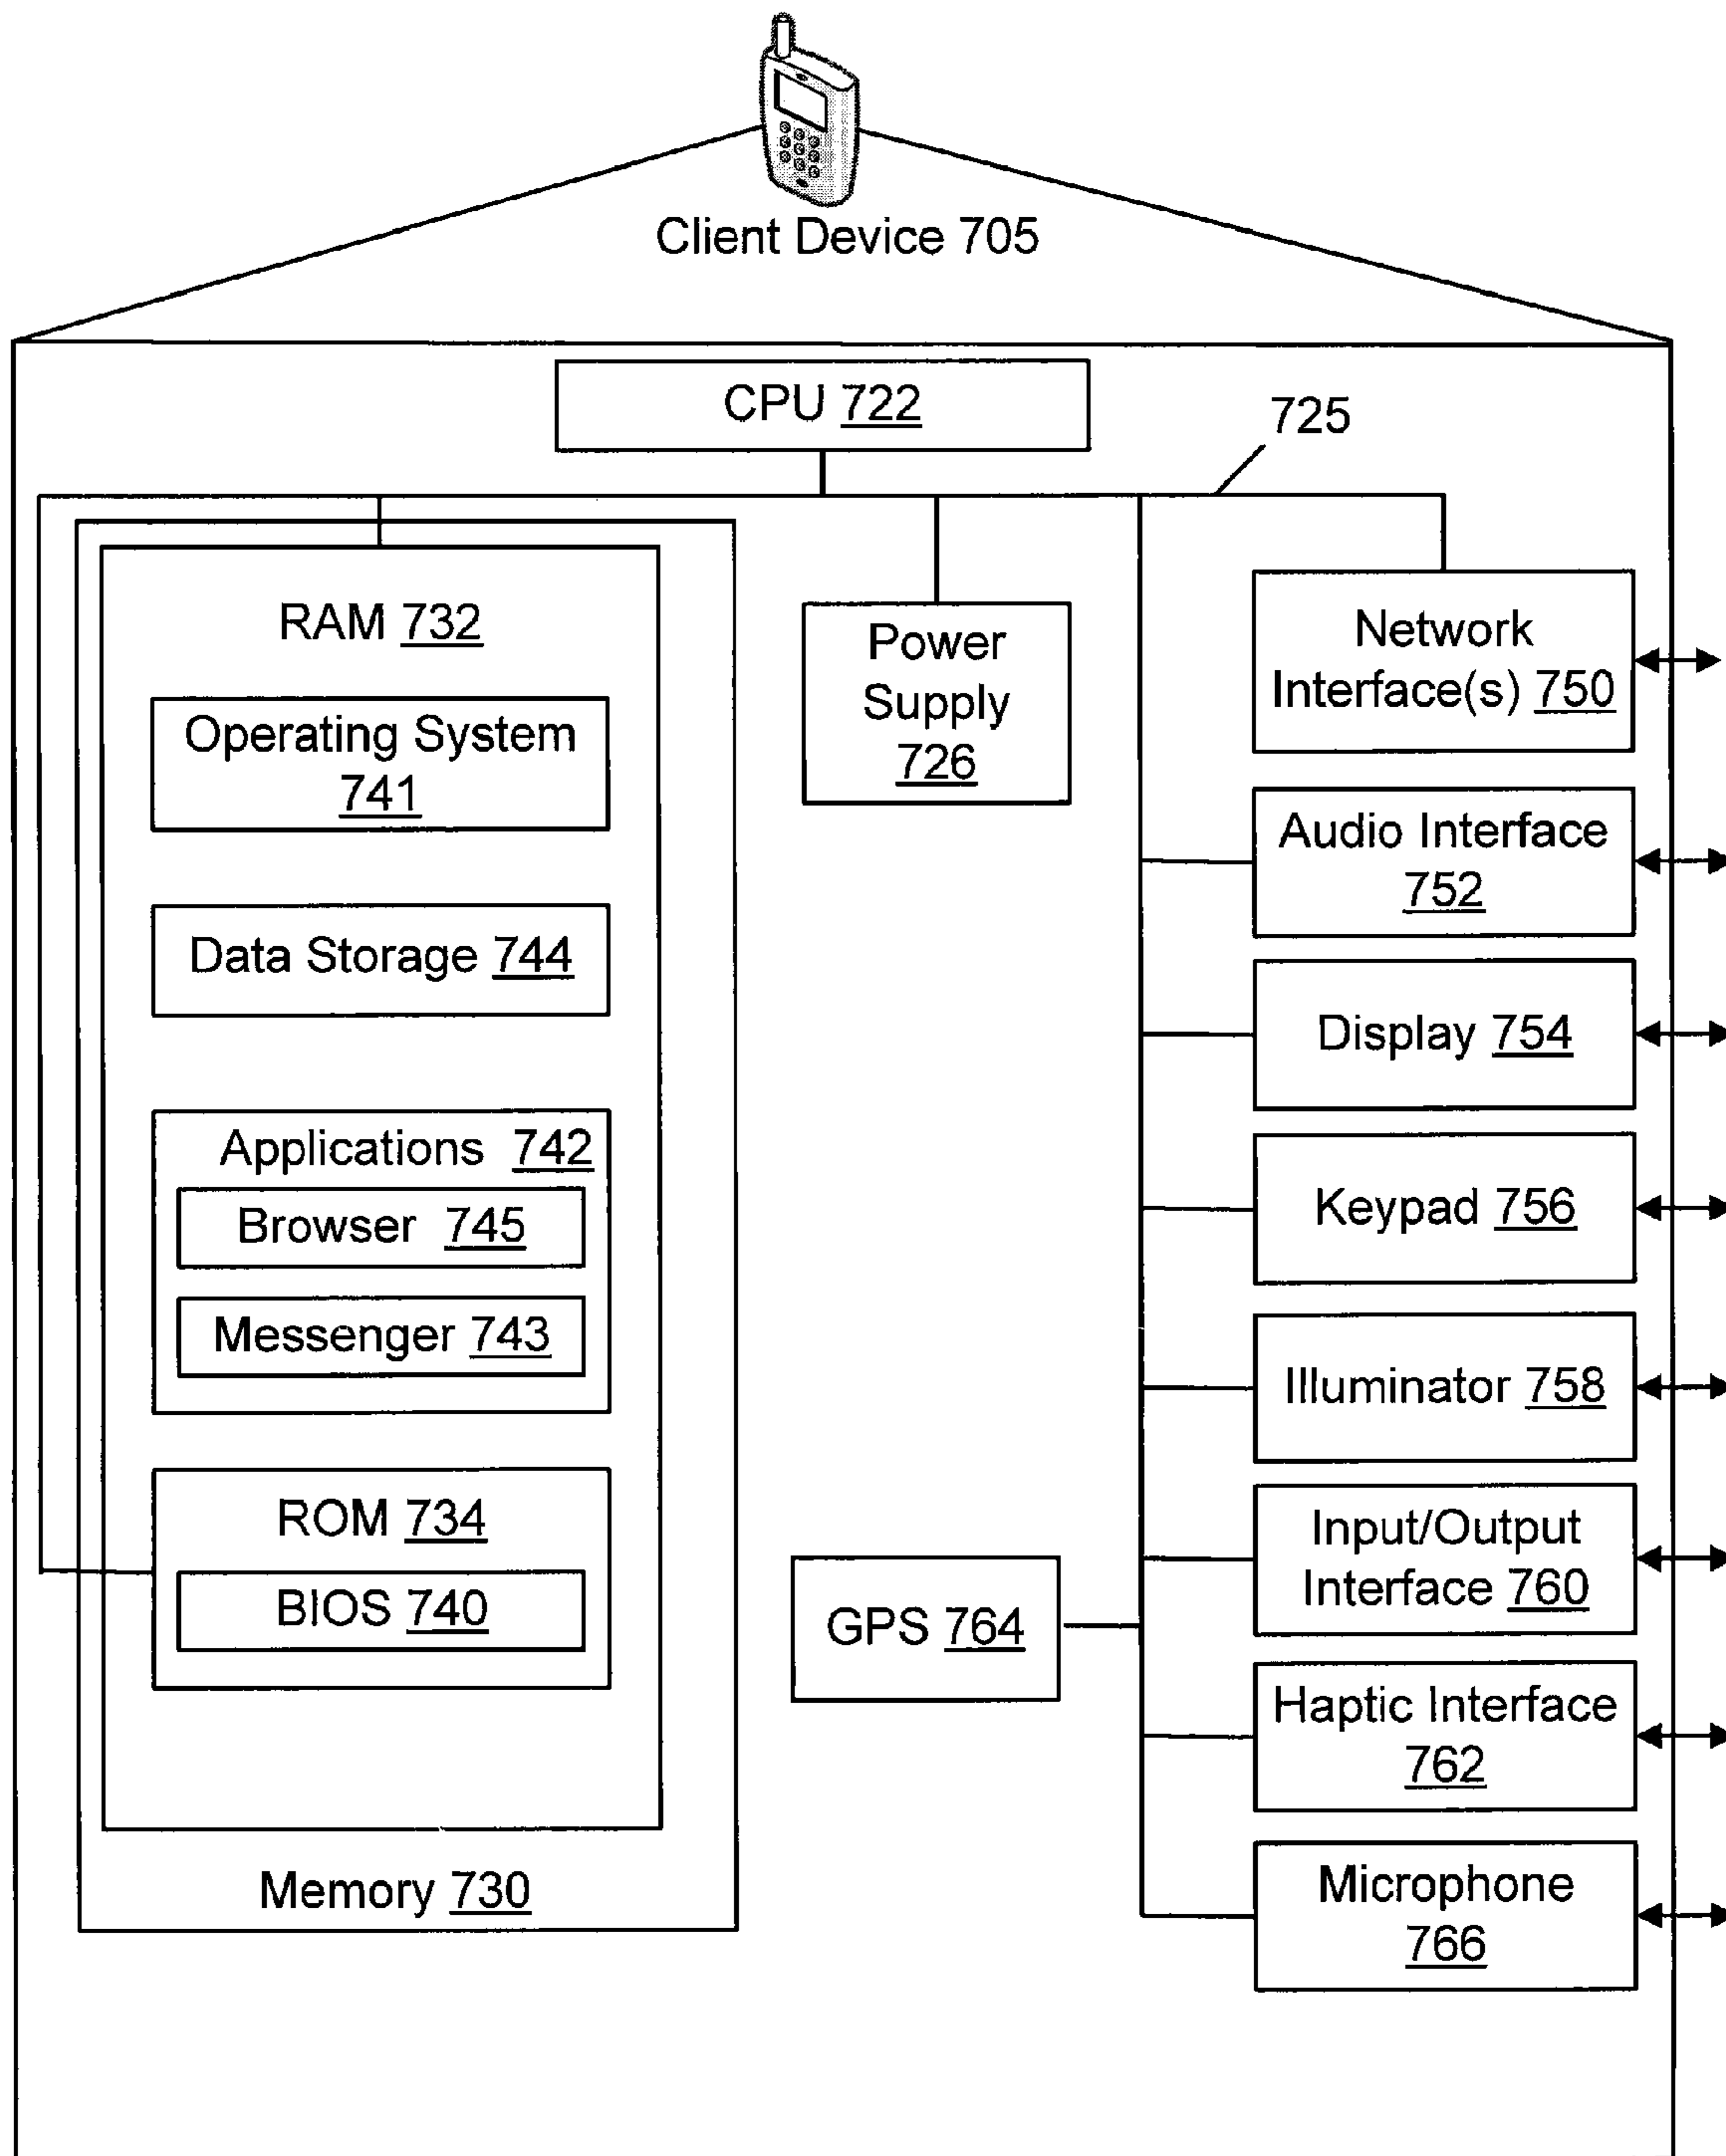 Client Device 705
CPU 722
725
RAM 732
Operating System
741
Data Storage 744
Applications 742
Browser 745
Messenger 743
ROM 734
BIOS 740
Memory 730
Power
Supply
726
GPS 764
Network
Interface(s) 750
Audio Interface
752
Display 754
Keypad 756
Illuminator 758
Input/Output
Interface 760
Haptic Interface
762
Microphone
766